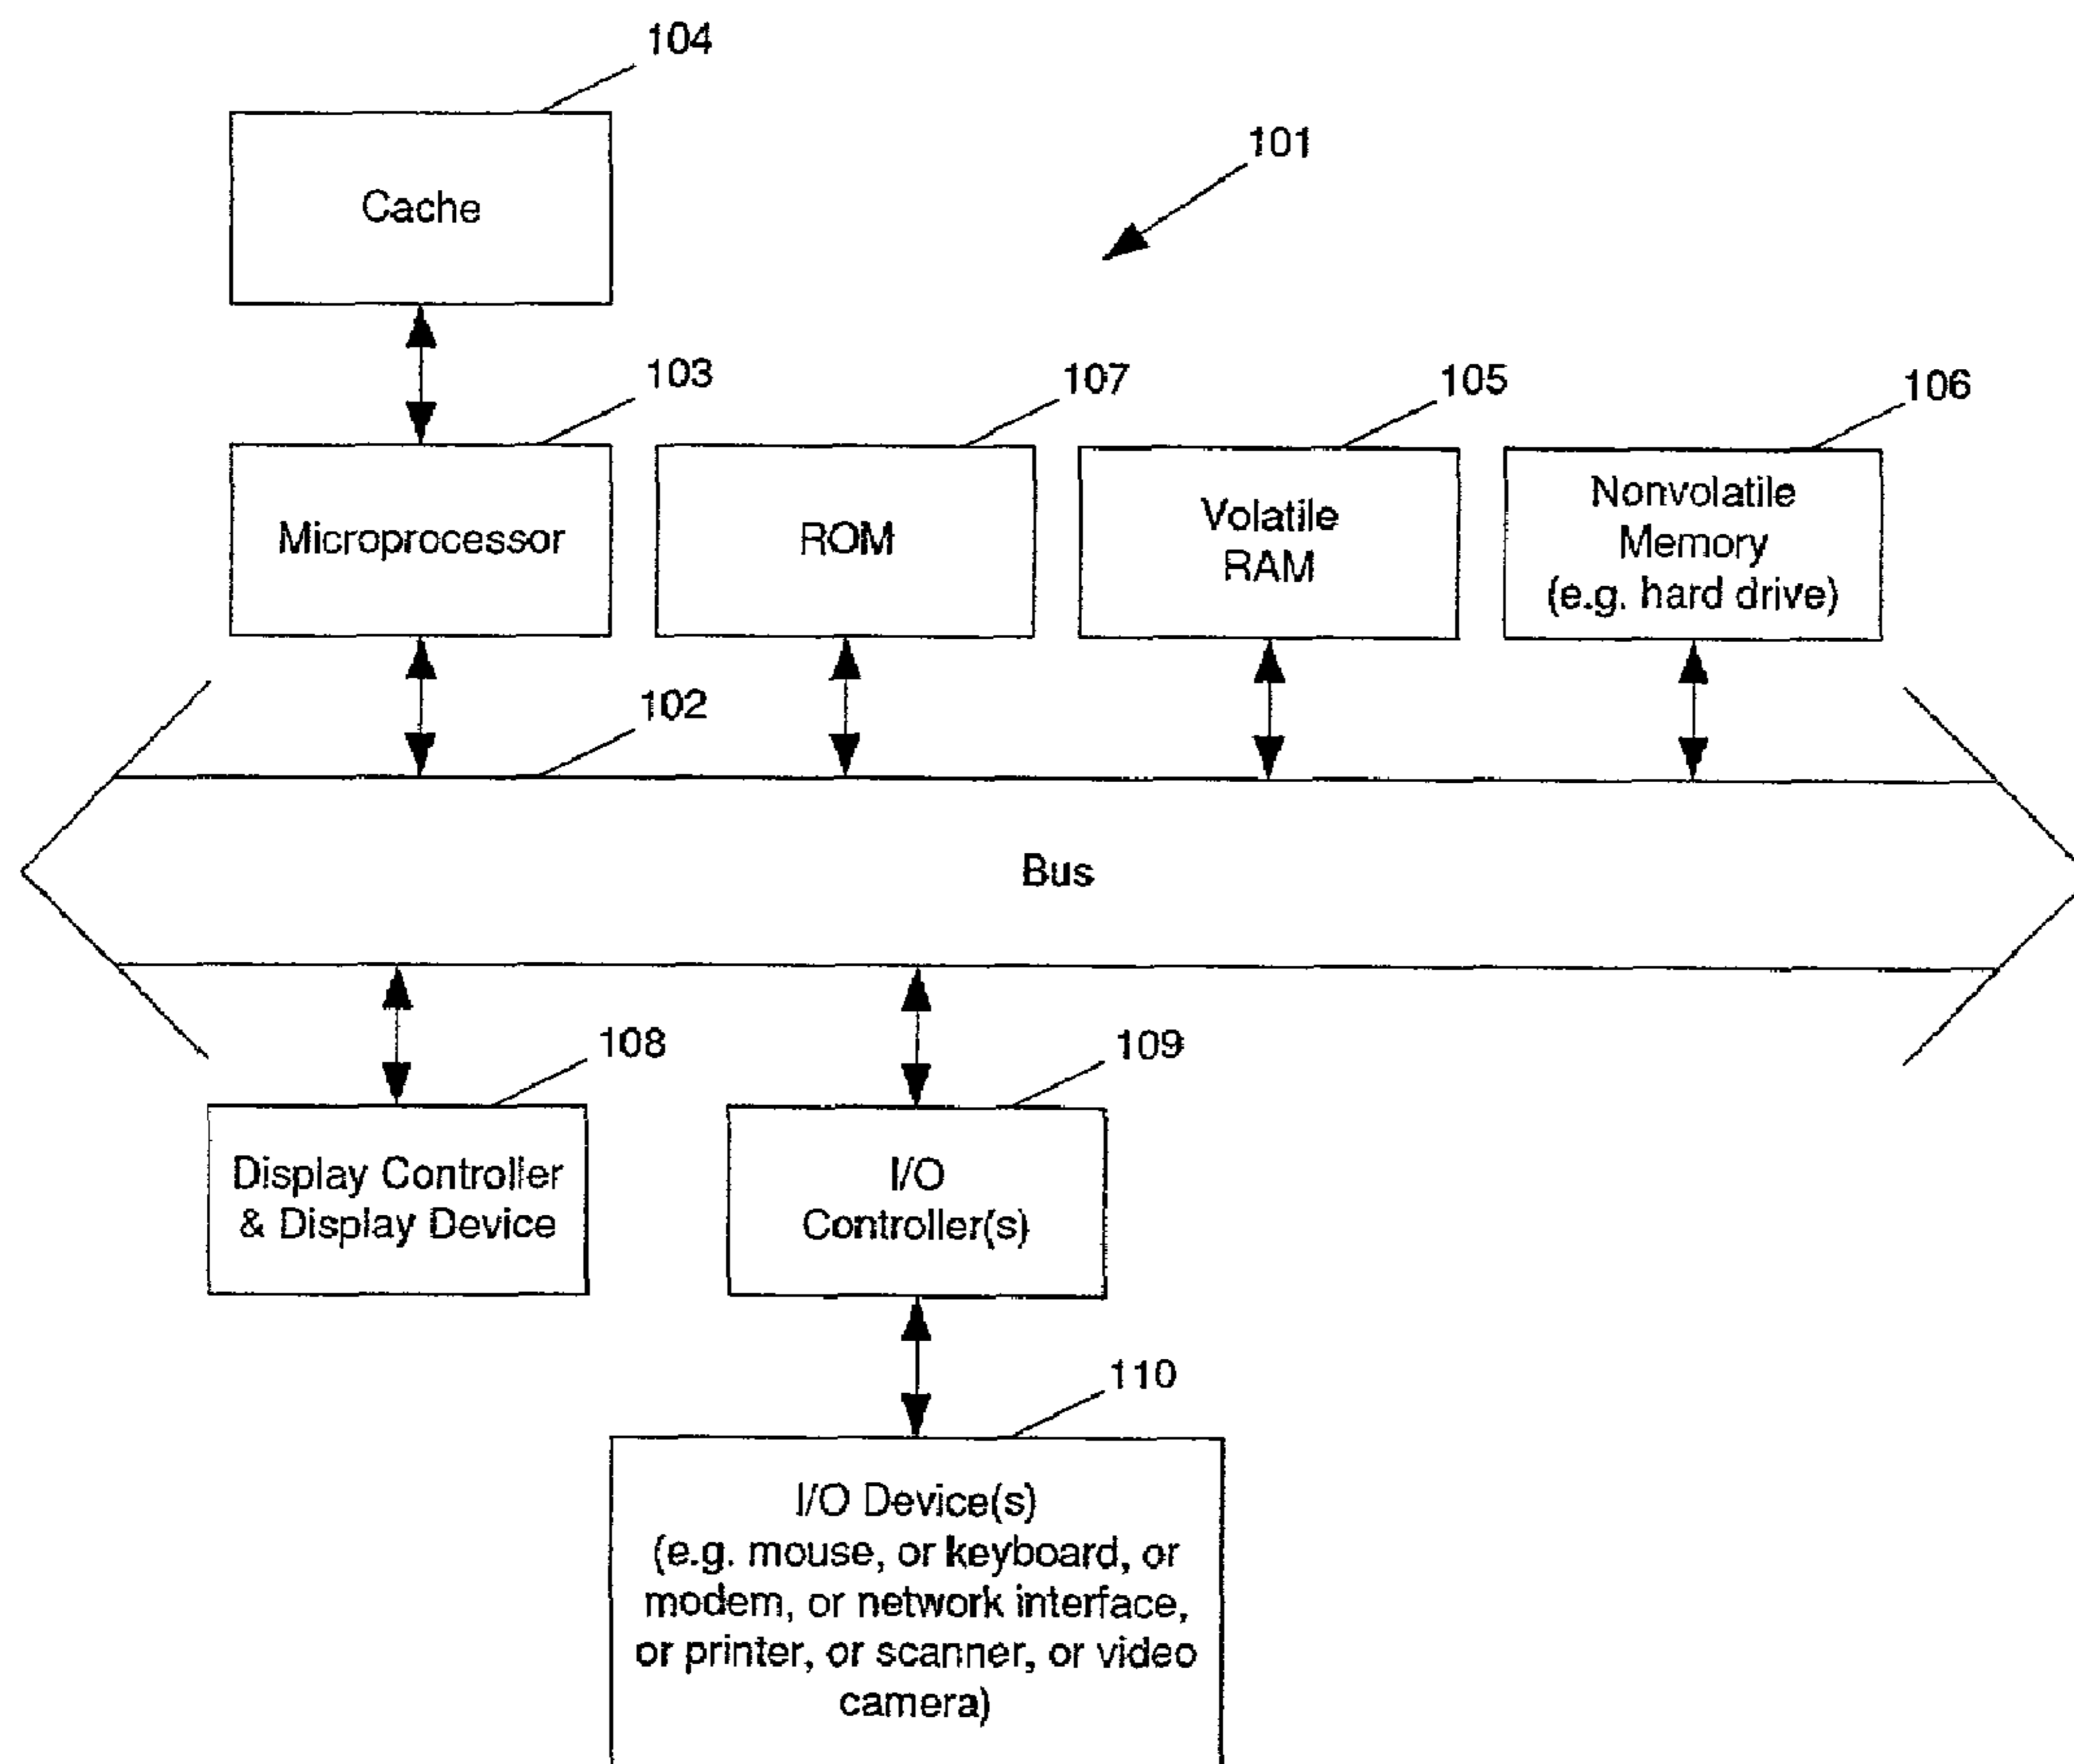 104
101
Cache
103
107
105
106
Microprocessor
ROM
Volatile
RAM
Nonvolatile
Memory
(e.g. hard drive)
102
Bus
108
109
Display Controller
& Display Device
I/O
Controller(s)
110
I/O Device(s)
(e.g. mouse, or keyboard, or
modem, or network interface,
or printer, or scanner, or video
camera)